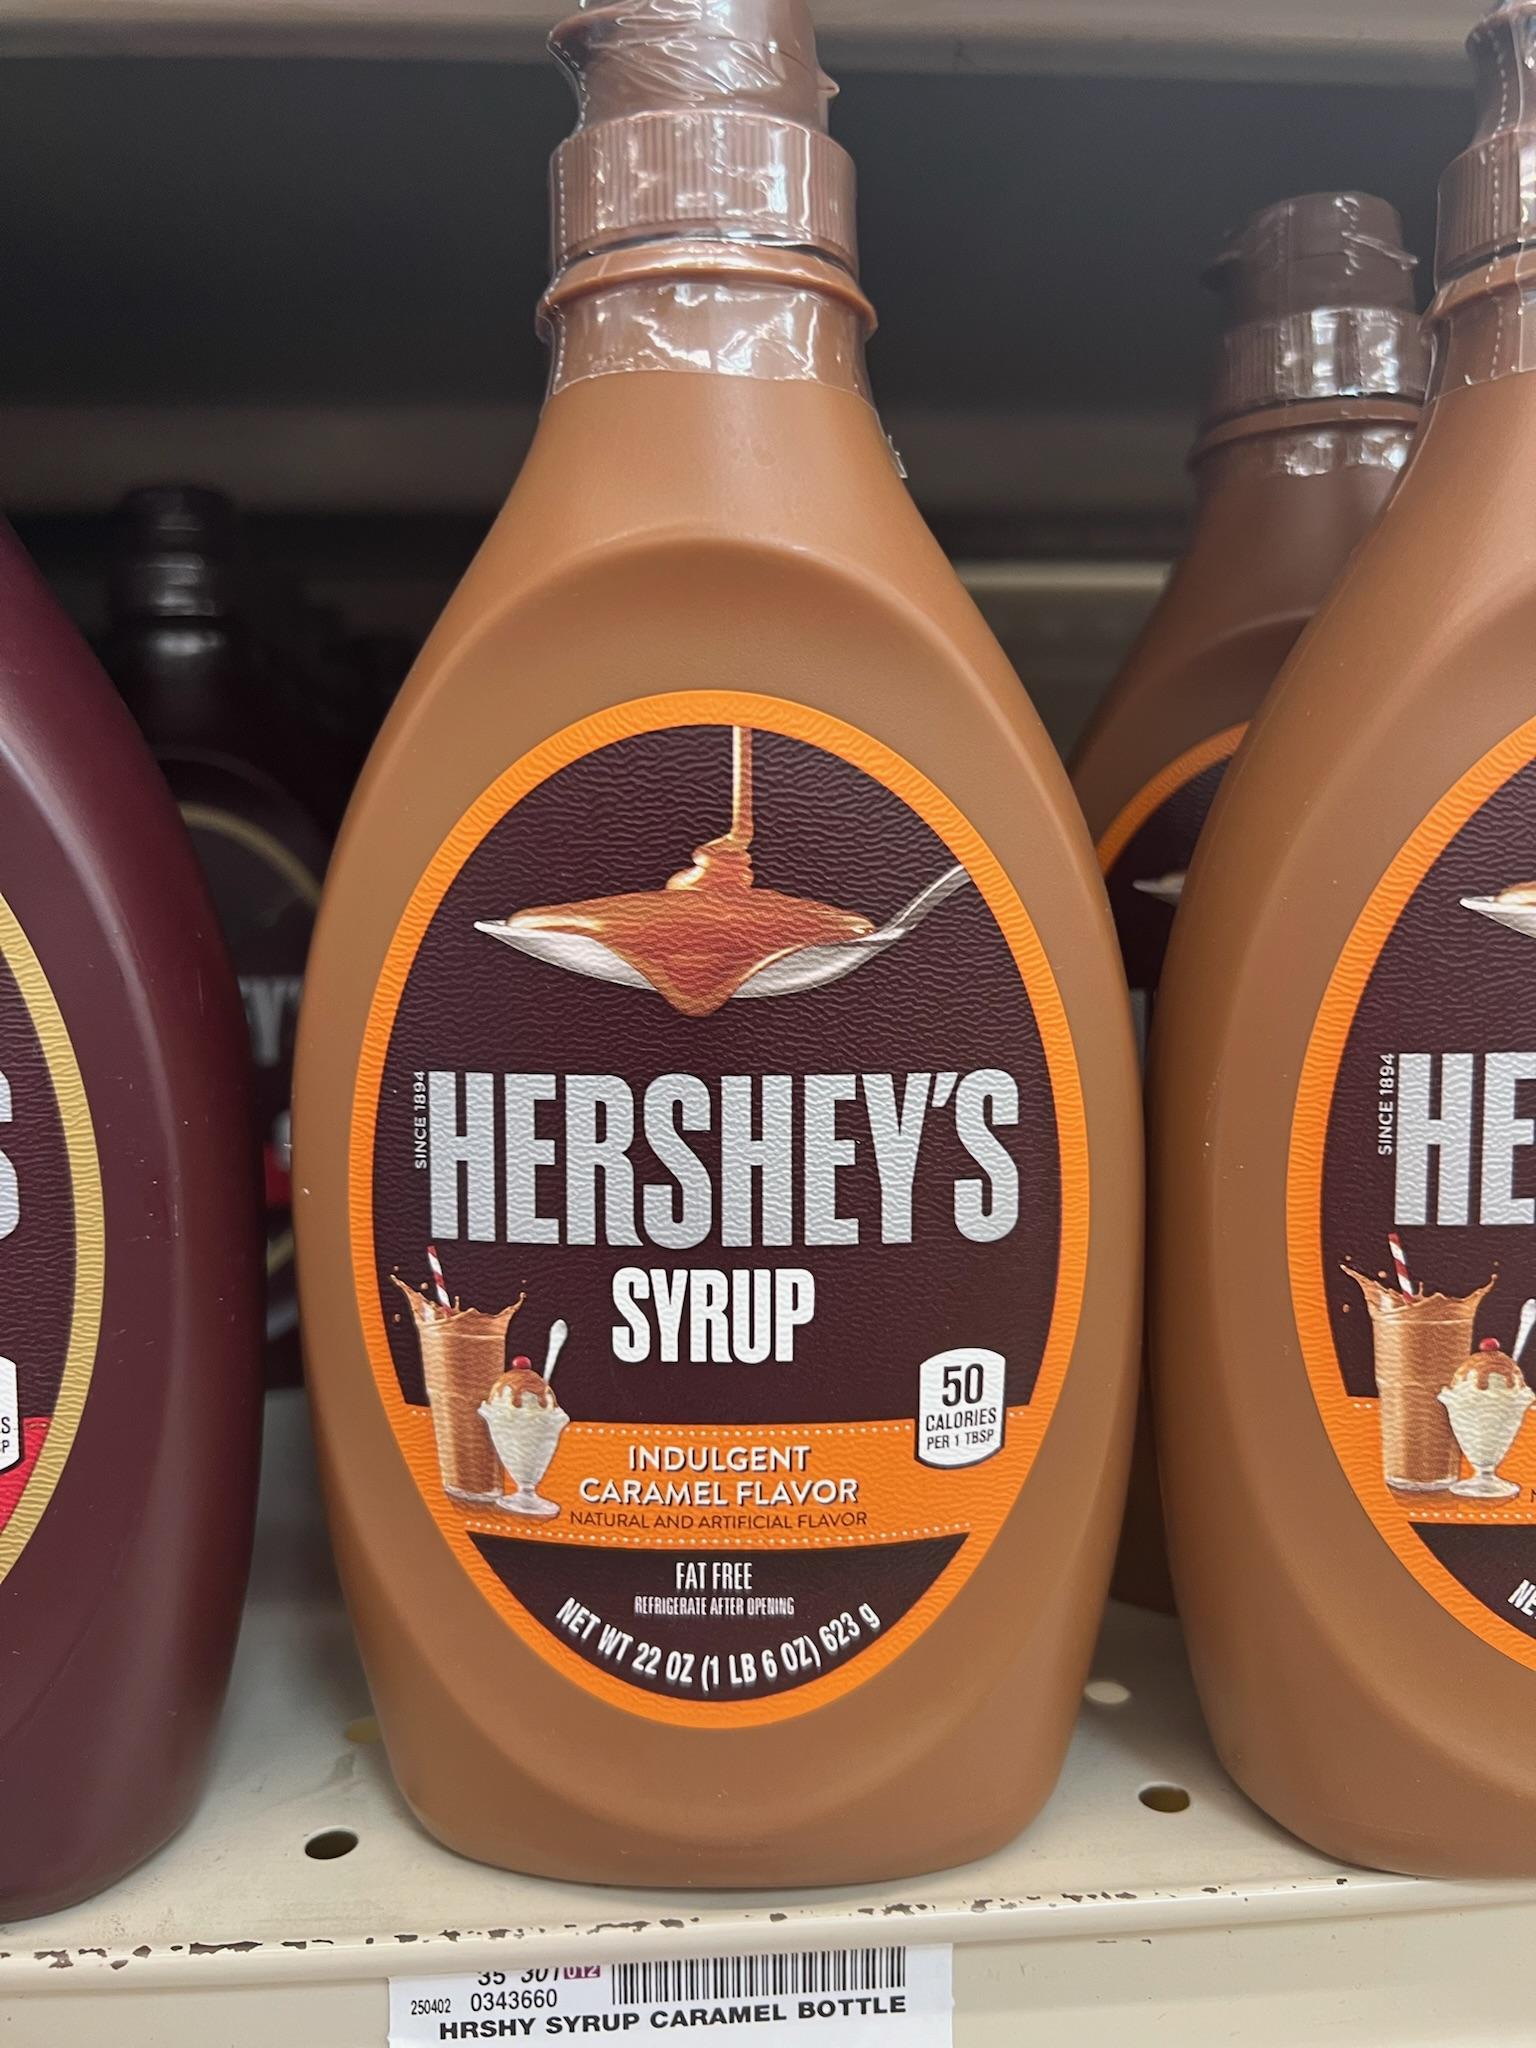 SINCE 1894
HERSHEY'S
SYRUP
50
CALORIES
PER 1 TBSP
INDULGENT
CARAMEL FLAVOR
NATURAL AND ARTIFICIAL FLAVOR
FAT FREE
REFRIGERATE AFTER OPENING
NET WT 22 OZ (1 LB 6 OZ) 623 g
SINCE 1894
HE
NE
S
S
P
35 307 012
250402 0343660
HRSHY SYRUP CARAMEL BOTTLE